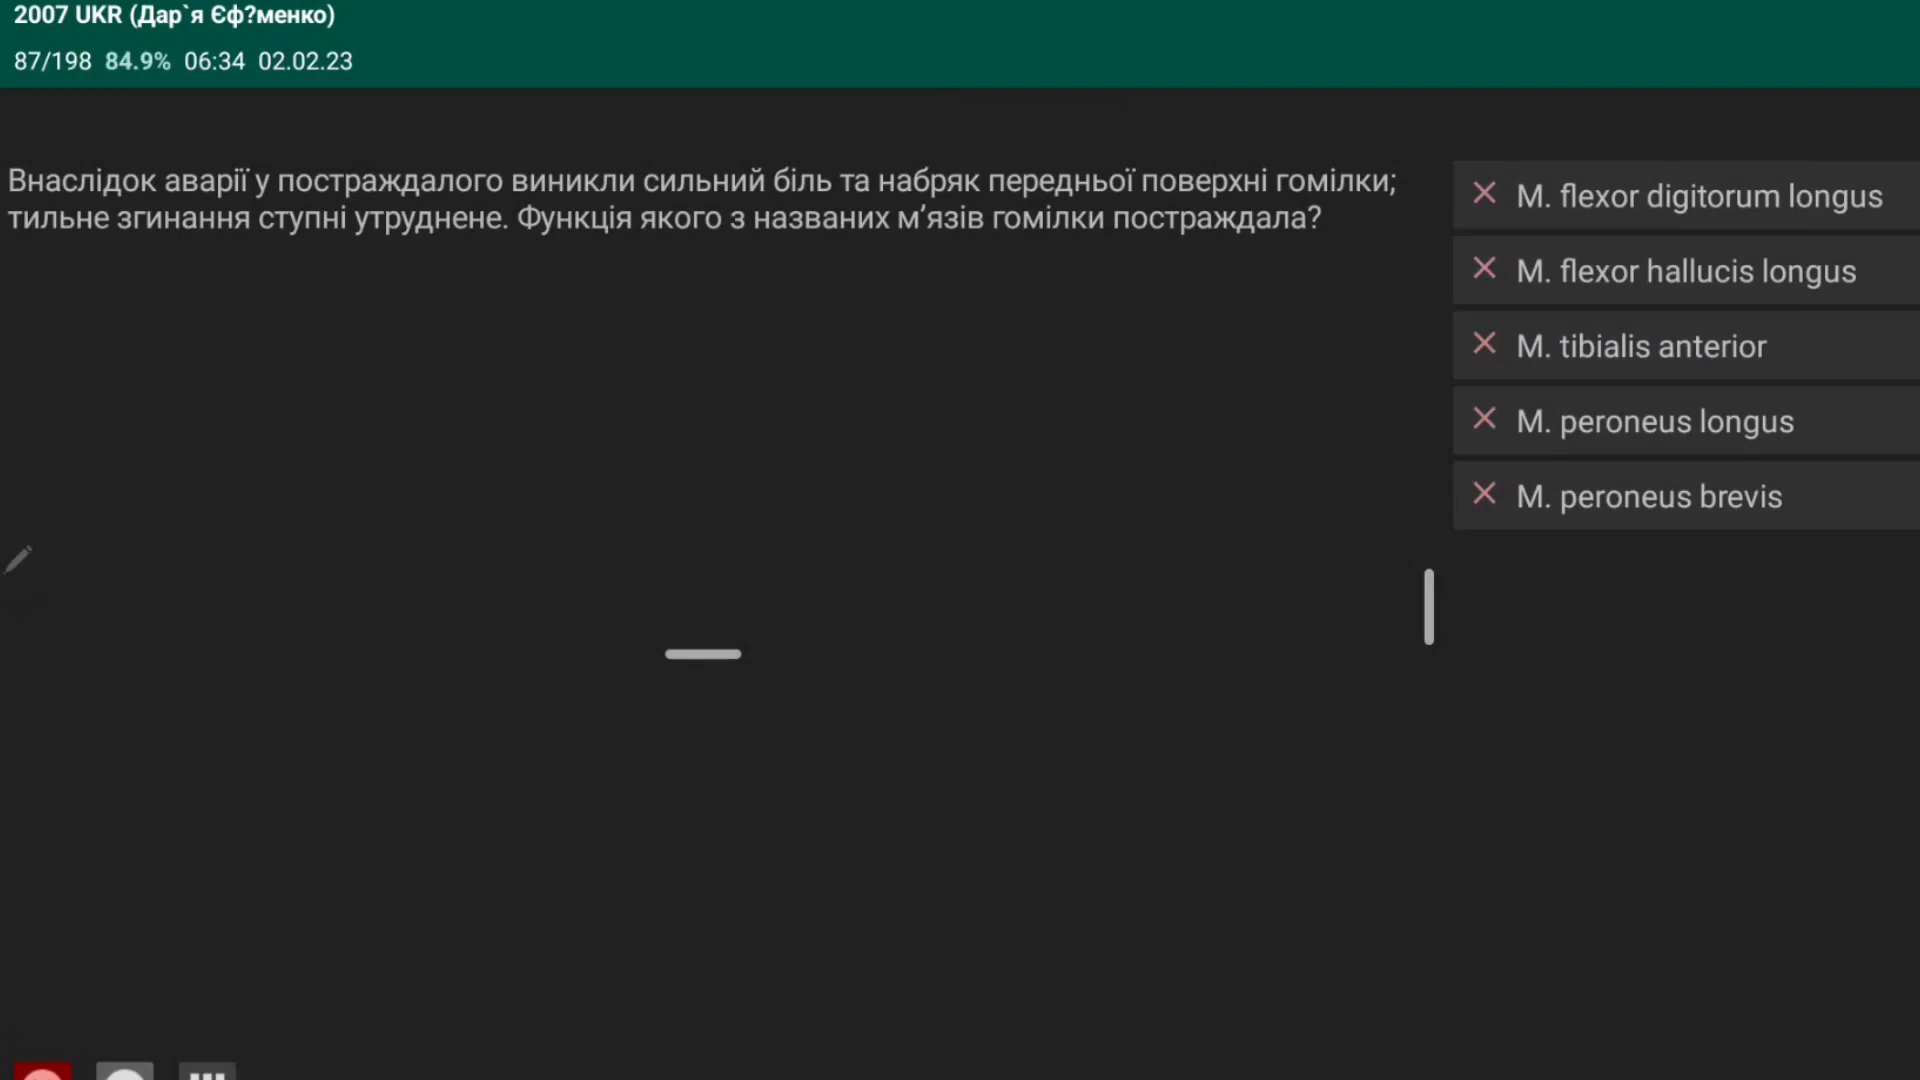 2007 UKR (Дар`я Єф?менко)
87/198 84.9% 06:34 02.02.23
Внаслідок аварії у постраждалого виникли сильний біль та набряк передньої поверхні гомілки;
тильне згинання ступні утруднене. Функція якого з названих м’язів гомілки постраждала?
M. flexor digitorum longus
M. flexor hallucis longus
M. tibialis anterior
M. peroneus longus
M. peroneus brevis